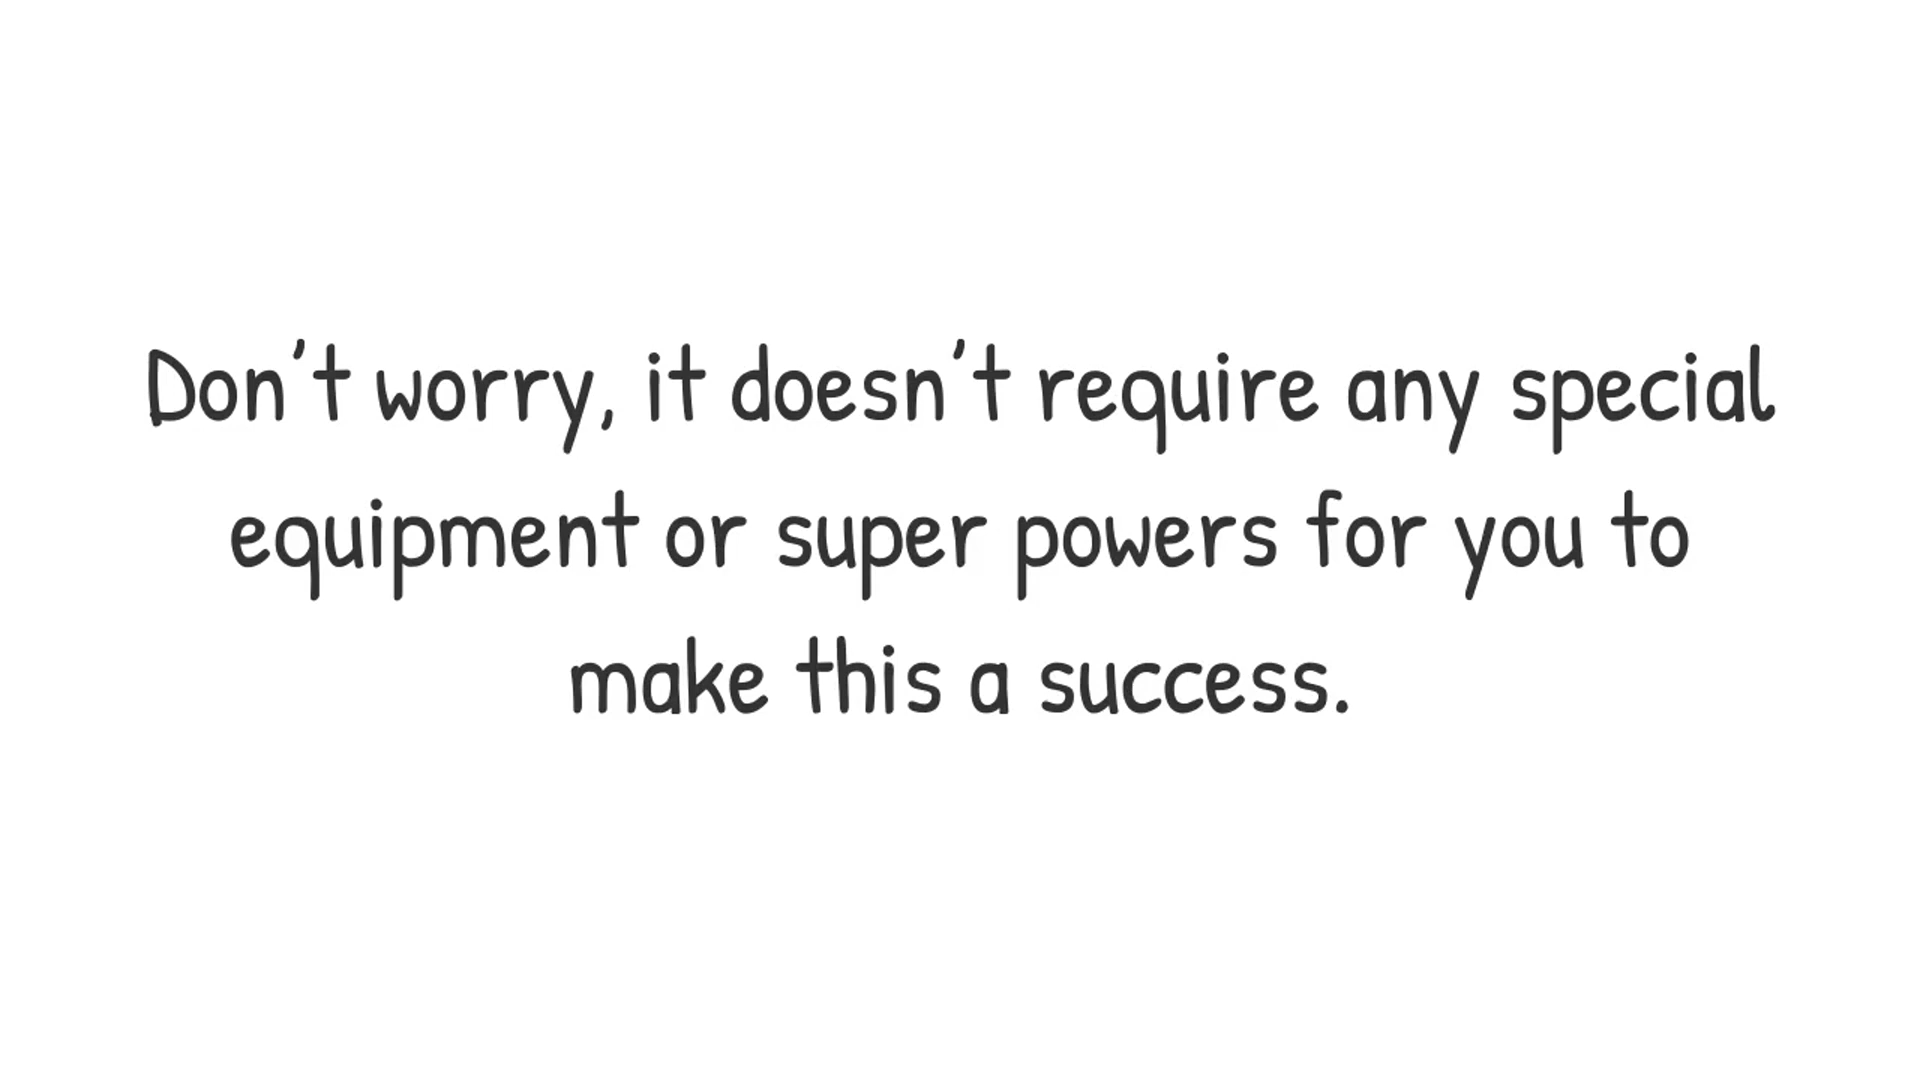 Don't worry, it doesn't require any special
equipment or super powers for you to
make this a success.